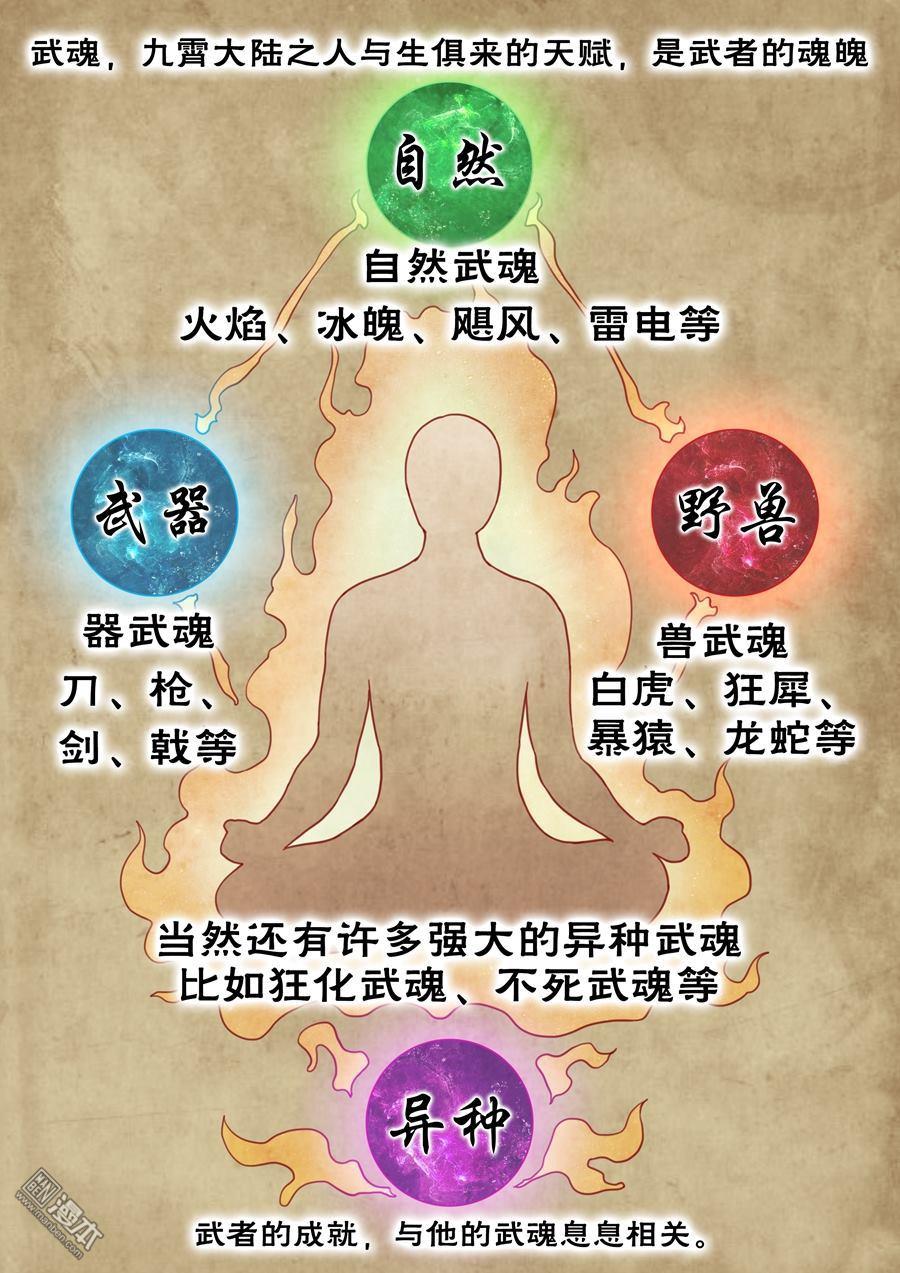 武魂，九霄大陆之人与生俱来的天赋，是武者的魂魄
自然
自然武魂
火焰、冰魄、飓风、雷电等
武器
野兽
器武魂
刀、枪、
剑、戟等
兽武魂
白虎、狂犀、
暴猿、龙蛇等
当然还有许多强大的异种武魂
比如狂化武魂、不死武魂等
异种
武者的成就，与他的武魂息息相关。
MAN BEN 漫本
www.manben.com